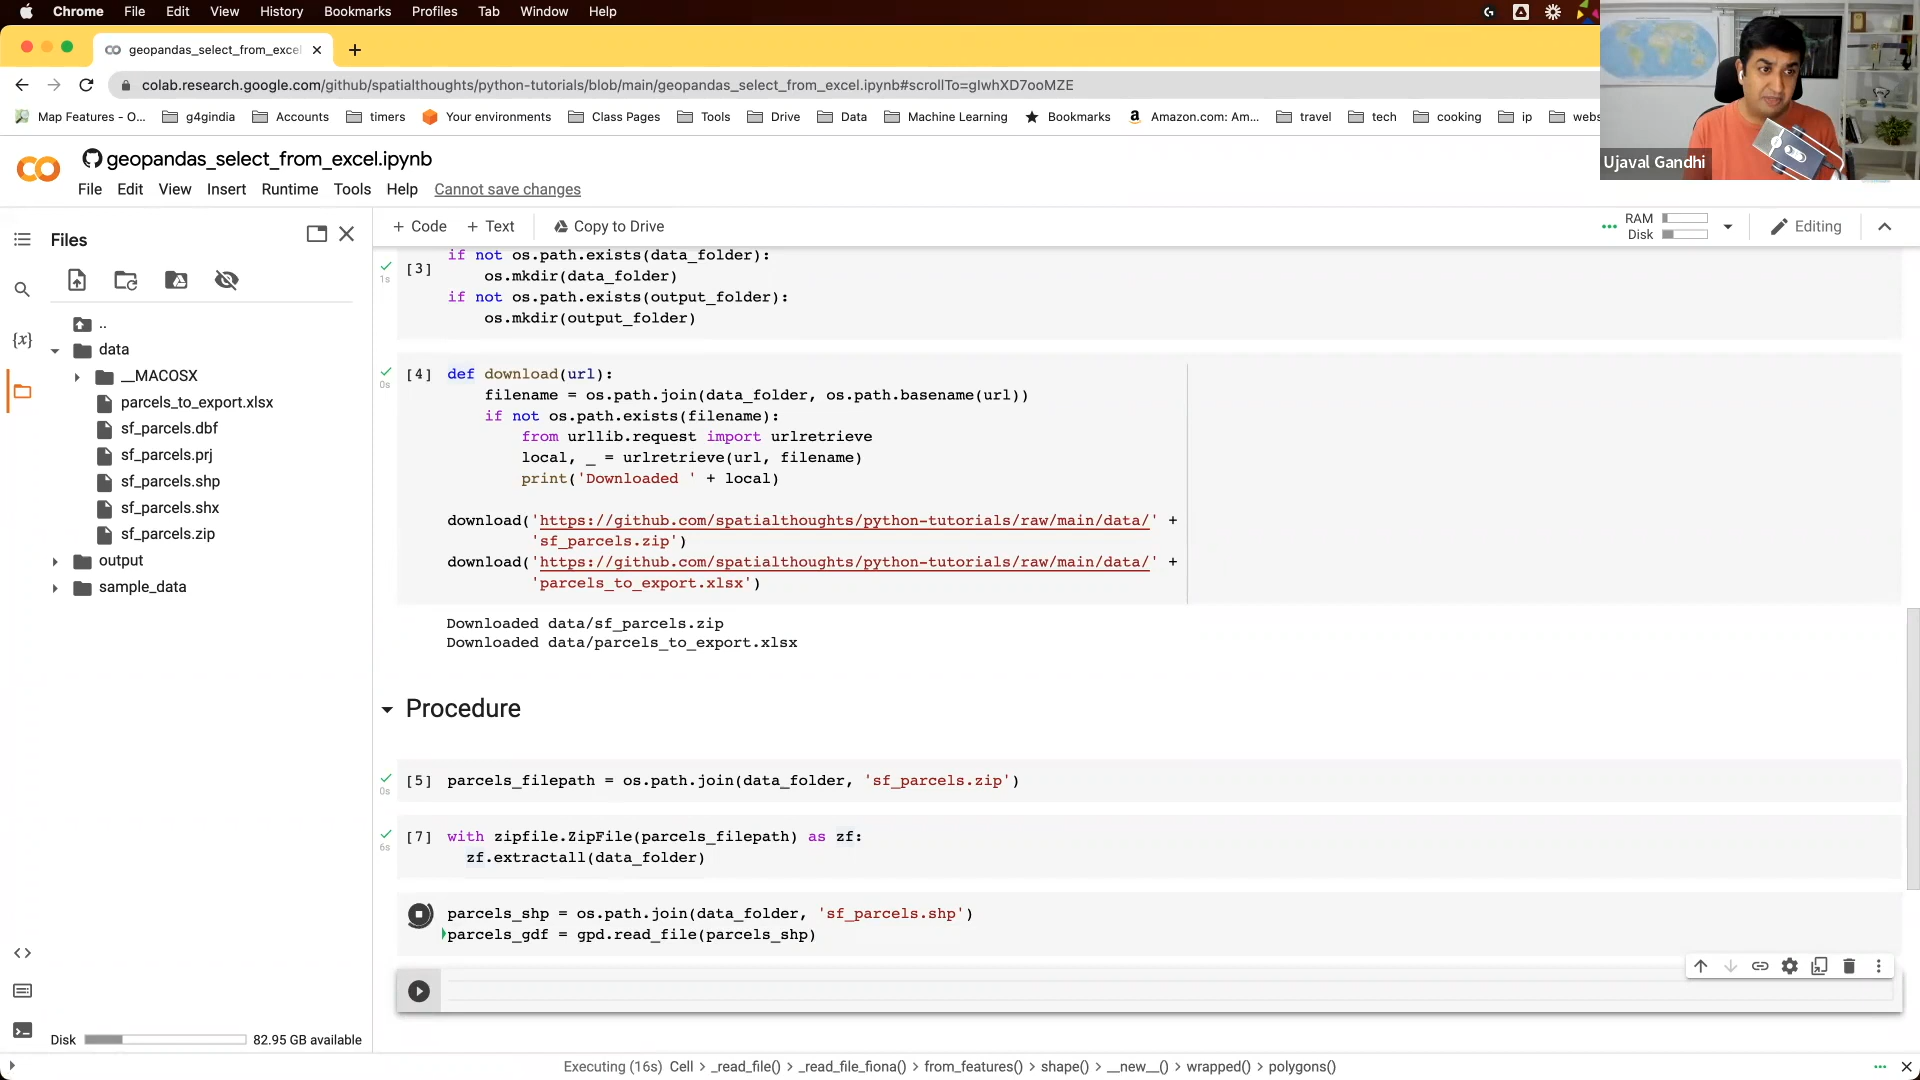 Chrome File Edit View History Bookmarks Profiles Tab Window Help
geopandas_select_from_excel
colab.research.google.com/github/spatialthoughts/python-tutorials/blob/main/geopandas_select_from_excel.ipynb#scrollTo=gIwhXD7ooMZE
Map Features - O... g4gindia Accounts timers Your environments Class Pages Tools Drive Data Machine Learning Bookmarks Amazon.com: Am... travel tech cooking ip webs
Ujaval Gandhi
geopandas_select_from_excel.ipynb
File Edit View Insert Runtime Tools Help Cannot save changes
Files
+ Code + Text Copy to Drive
RAM
Disk
Editing
..
data
__MACOSX
parcels_to_export.xlsx
sf_parcels.dbf
sf_parcels.prj
sf_parcels.shp
sf_parcels.shx
sf_parcels.zip
output
sample_data
Disk 82.95 GB available
{x}
1s
[3]
if not os.path.exists(data_folder):
os.mkdir(data_folder)
if not os.path.exists(output_folder):
os.mkdir(output_folder)
0s
[4] def download(url):
filename = os.path.join(data_folder, os.path.basename(url))
if not os.path.exists(filename):
from urllib.request import urlretrieve
local, _ = urlretrieve(url, filename)
print('Downloaded ' + local)
download('https://github.com/spatialthoughts/python-tutorials/raw/main/data/' +
'sf_parcels.zip')
download('https://github.com/spatialthoughts/python-tutorials/raw/main/data/' +
'parcels_to_export.xlsx')
Downloaded data/sf_parcels.zip
Downloaded data/parcels_to_export.xlsx
Procedure
0s
[5] parcels_filepath = os.path.join(data_folder, 'sf_parcels.zip')
6s
[7] with zipfile.ZipFile(parcels_filepath) as zf:
zf.extractall(data_folder)
parcels_shp = os.path.join(data_folder, 'sf_parcels.shp')
parcels_gdf = gpd.read_file(parcels_shp)
Executing (16s) Cell > _read_file() > _read_file_fiona() > from_features() > shape() > __new__() > wrapped() > polygons()